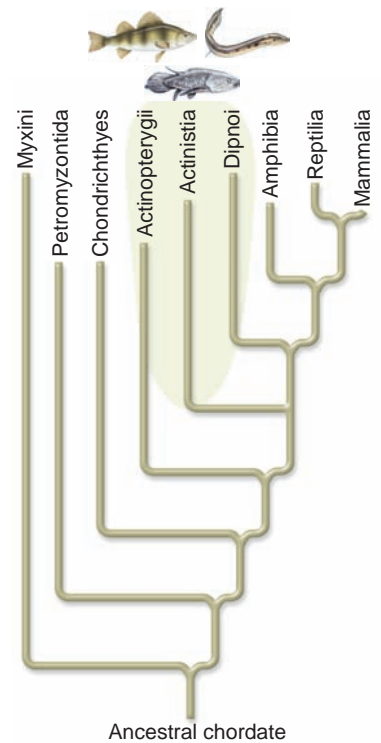 Myxini
Petromyzontida
Chondrichthyes
Actinopterygii
Actinistia
Dipnoi
Amphibia
Reptilia
Mammalia
Ancestral chordate